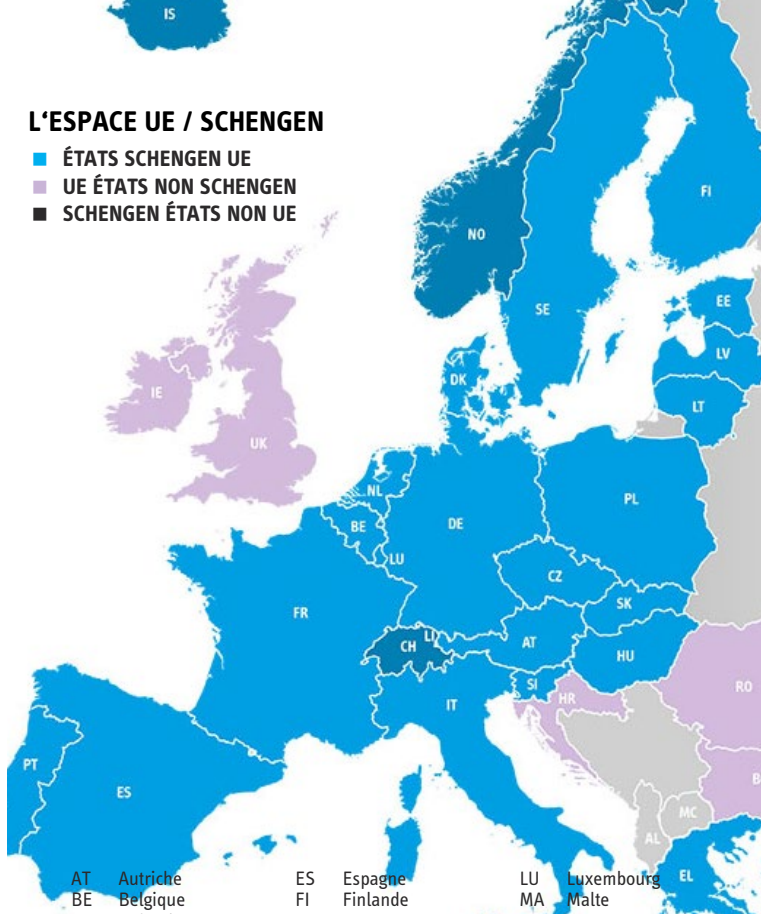 IS
L‘ESPACE UE / SCHENGEN
ÉTATS SCHENGEN UE
UE ÉTATS NON SCHENGEN
SCHENGEN ÉTATS NON UE
FI
NO
EE
SE
LV
DK
IE
LT
UK
NL
PL
BE
DE
LU
CZ
SK
FR
AT
LI
CH
HU
SI
RO
HR
IT
PT
ES
MC
AL
EL
AT Autriche ES Espagne LU Luxembourg
BE Belgique FI Finlande MA Malte